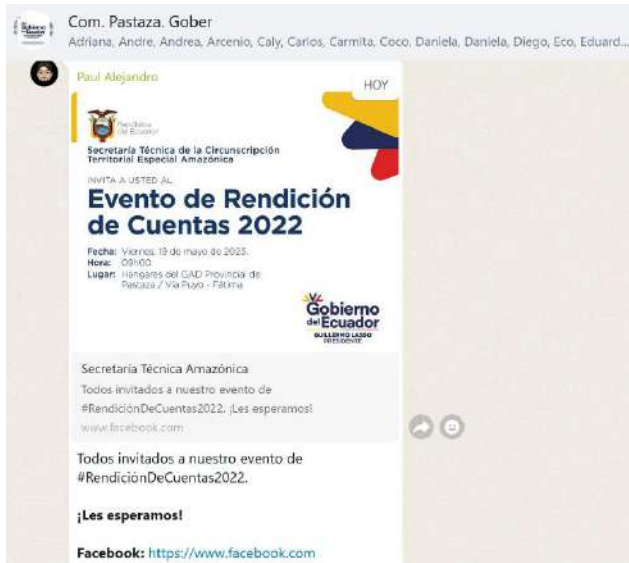 Com. Pastaza. Gober
Adriana, Andre, Andrea, Arcenio, Caly, Carlos, Carmita, Coco, Daniela, Daniela, Diego, Eco, Eduard...
Paul Alejandro
HOY
República
del Ecuador
Secretaría Técnica de la Circunscripción
Territorial Especial Amazónica
INVITA A USTED AL
Evento de Rendición
de Cuentas 2022
Fecha: Viernes, 19 de mayo de 2023.
Hora: 09h00
Lugar: Hangares del GAD Provincial de
Pastaza / Vía Puyo - Fátima
Gobierno
del Ecuador
GUILLERMO LASSO
PRESIDENTE
Secretaría Técnica Amazónica
Todos invitados a nuestro evento de
#RendiciónDeCuentas2022. ¡Les esperamos!
www.facebook.com
Todos invitados a nuestro evento de
#RendiciónDeCuentas2022.
¡Les esperamos!
Facebook: https://www.facebook.com